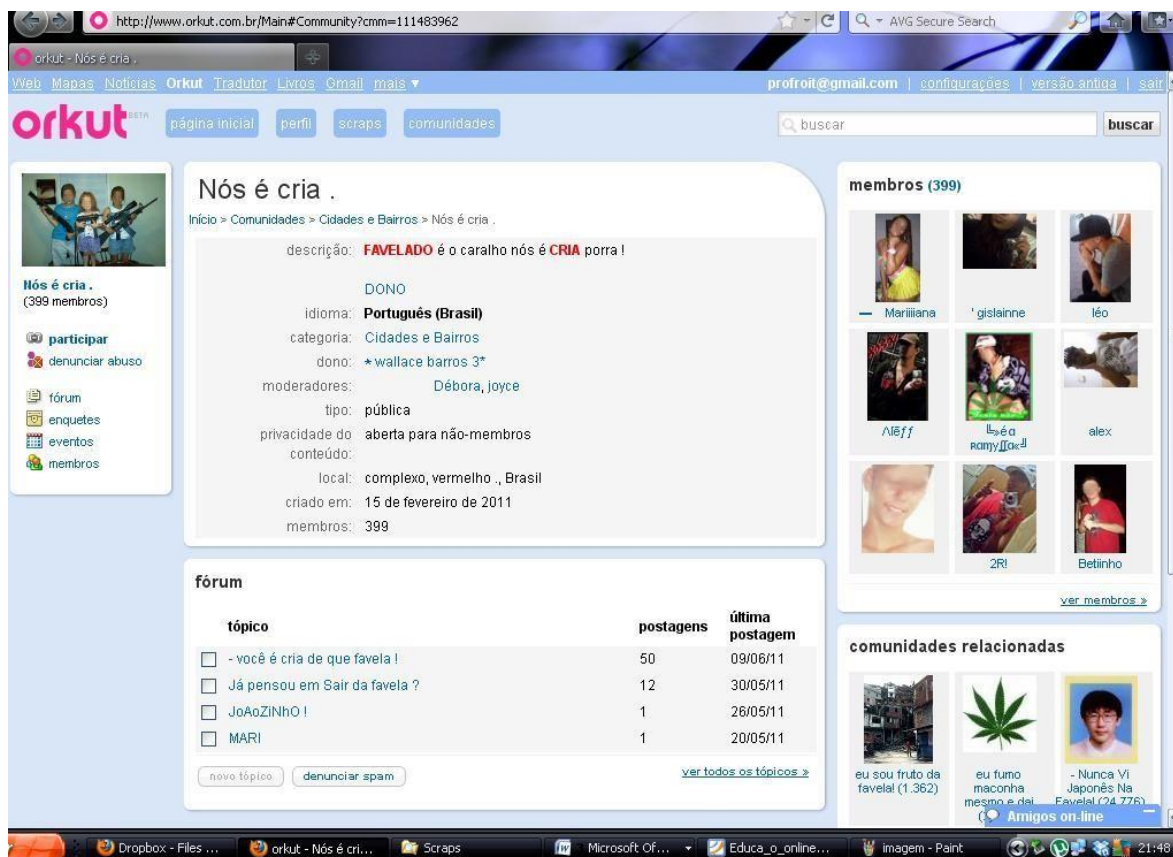 http://www.orkut.com.br/Main#Community?cmm=111483962
AVG Secure Search
orkut - Nós é cria .
Web Mapas Notícias Orkut Tradutor Livros Gmail mais ▼
profroit@gmail.com | configurações | versão antiga | sair
orkut BETA
página inicial
perfil
scraps
comunidades
buscar
buscar
Nós é cria .
(399 membros)
participar
denunciar abuso
fórum
enquetes
eventos
membros
Nós é cria .
Início > Comunidades > Cidades e Bairros > Nós é cria .
descrição: FAVELADO é o caralho nós é CRIA porra !
DONO
idioma: Português (Brasil)
categoria: Cidades e Bairros
dono: * wallace barros 3*
moderadores: Débora, joyce
tipo: pública
privacidade do conteúdo: aberta para não-membros
local: complexo, vermelho ., Brasil
criado em: 15 de fevereiro de 2011
membros: 399
fórum
tópico postagens última postagem
- você é cria de que favela ! 50 09/06/11
Já pensou em Sair da favela ? 12 30/05/11
JoAoZiNhO ! 1 26/05/11
MARI 1 20/05/11
novo tópico
denunciar spam
ver todos os tópicos »
membros (399)
— Mariiiiana
' gislainne
léo
alex
2R!
Betiinho
ver membros »
comunidades relacionadas
eu sou fruto da favela! (1.362)
eu fumo maconha mesmo e dai
- Nunca Vi Japonês Na Favela! (24.776)
Amigos on-line
Dropbox - Files ...
orkut - Nós é cri...
Scraps
Microsoft Of...
Educa_o_online...
imagem - Paint
21:48